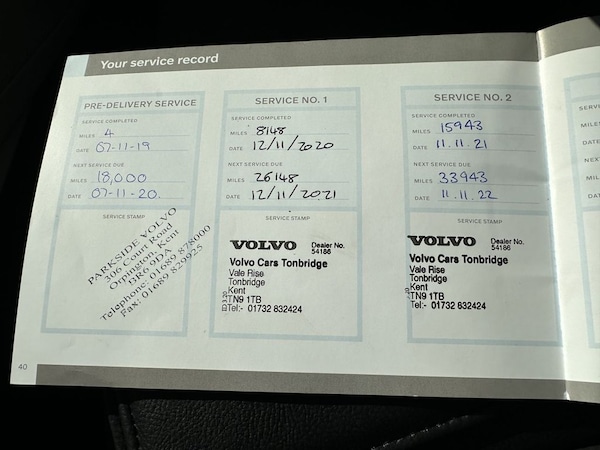 Your service record
PRE-DELIVERY SERVICE
SERVICE COMPLETED
MILES 4
DATE 07-11-19
NEXT SERVICE DUE
MILES 18,000
DATE 07-11-20.
SERVICE STAMP
PARKSIDE VOLVO
306 Court Road
Orpington, Kent
BR6 9DA
Telephone: 01689 878000
Fax: 01689 829925
SERVICE NO. 1
SERVICE COMPLETED
MILES 8148
DATE 12/11/2020
NEXT SERVICE DUE
MILES 26148
DATE 12/11/2021
SERVICE STAMP
VOLVO Dealer No.
54186
Volvo Cars Tonbridge
Vale Rise
Tonbridge
Kent
TN9 1TB
Tel:- 01732 832424
SERVICE NO. 2
SERVICE COMPLETED
MILES 15943
DATE 11.11.21
NEXT SERVICE DUE
MILES 33943
DATE 11.11.22
SERVICE STAMP
VOLVO Dealer No.
54186
Volvo Cars Tonbridge
Vale Rise
Tonbridge
Kent
TN9 1TB
Tel:- 01732 832424
40